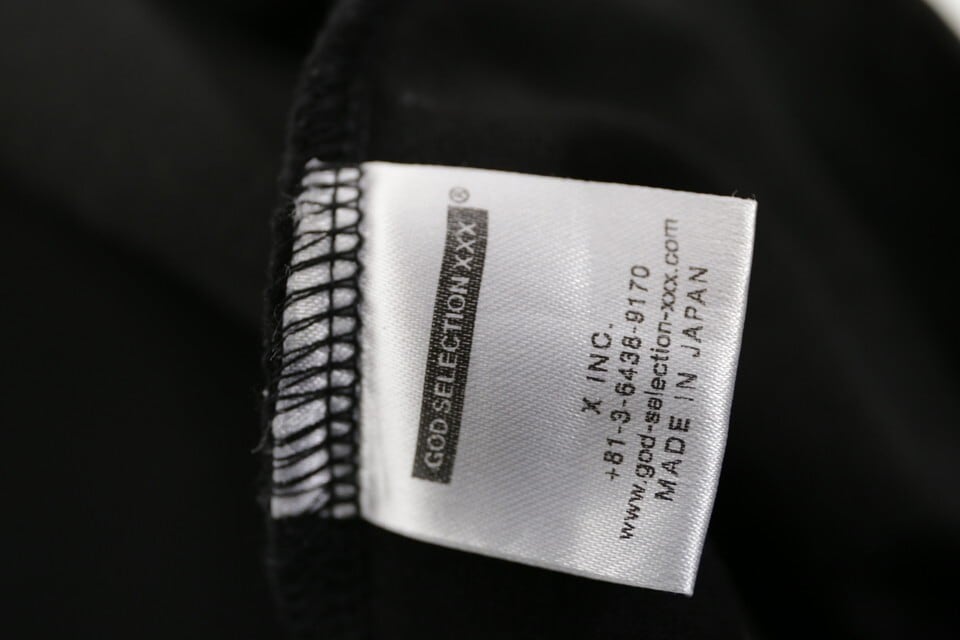 GOD SELECTION XXX®
X INC.
+81-3-6438-9170
www.god-selection-xxx.com
MADE IN JAPAN